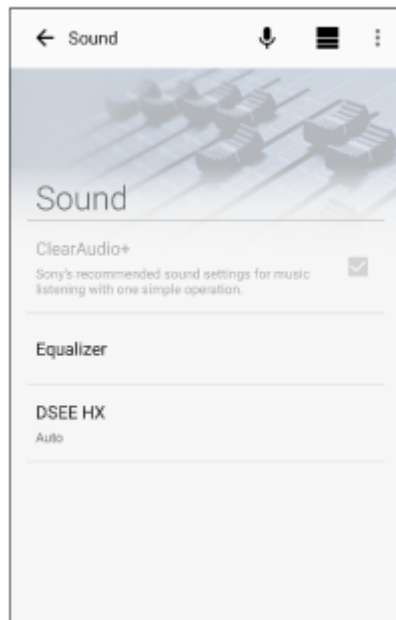 Sound
Sound
ClearAudio+
Sony's recommended sound settings for music
listening with one simple operation.
Equalizer
DSEE HX
Auto